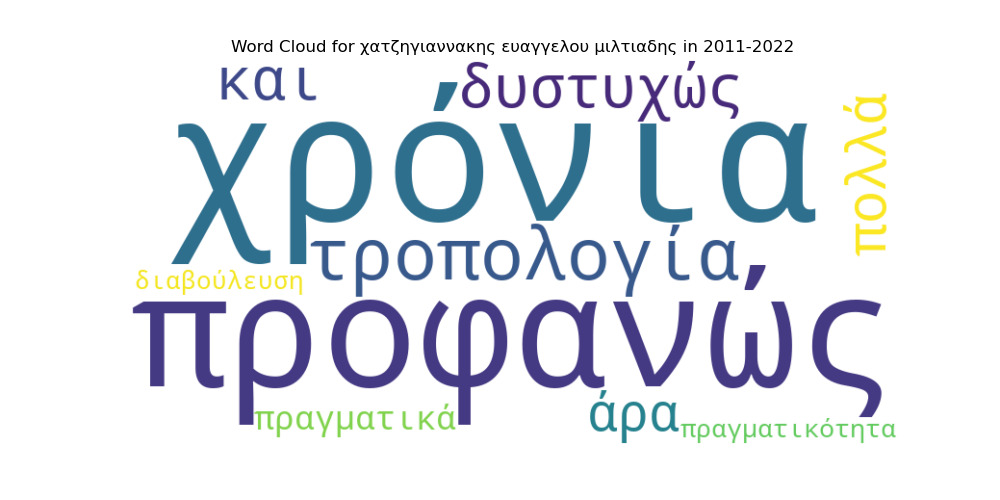 Word Cloud for χατζηγιαννακης ευαγγελου μιλτιαδης in 2011-2022
και
δυστυχώς
πολλά
χρόνια
τροπολογία
διαβούλευση
προφανώς
πραγματικά
άρα
πραγματικότητα